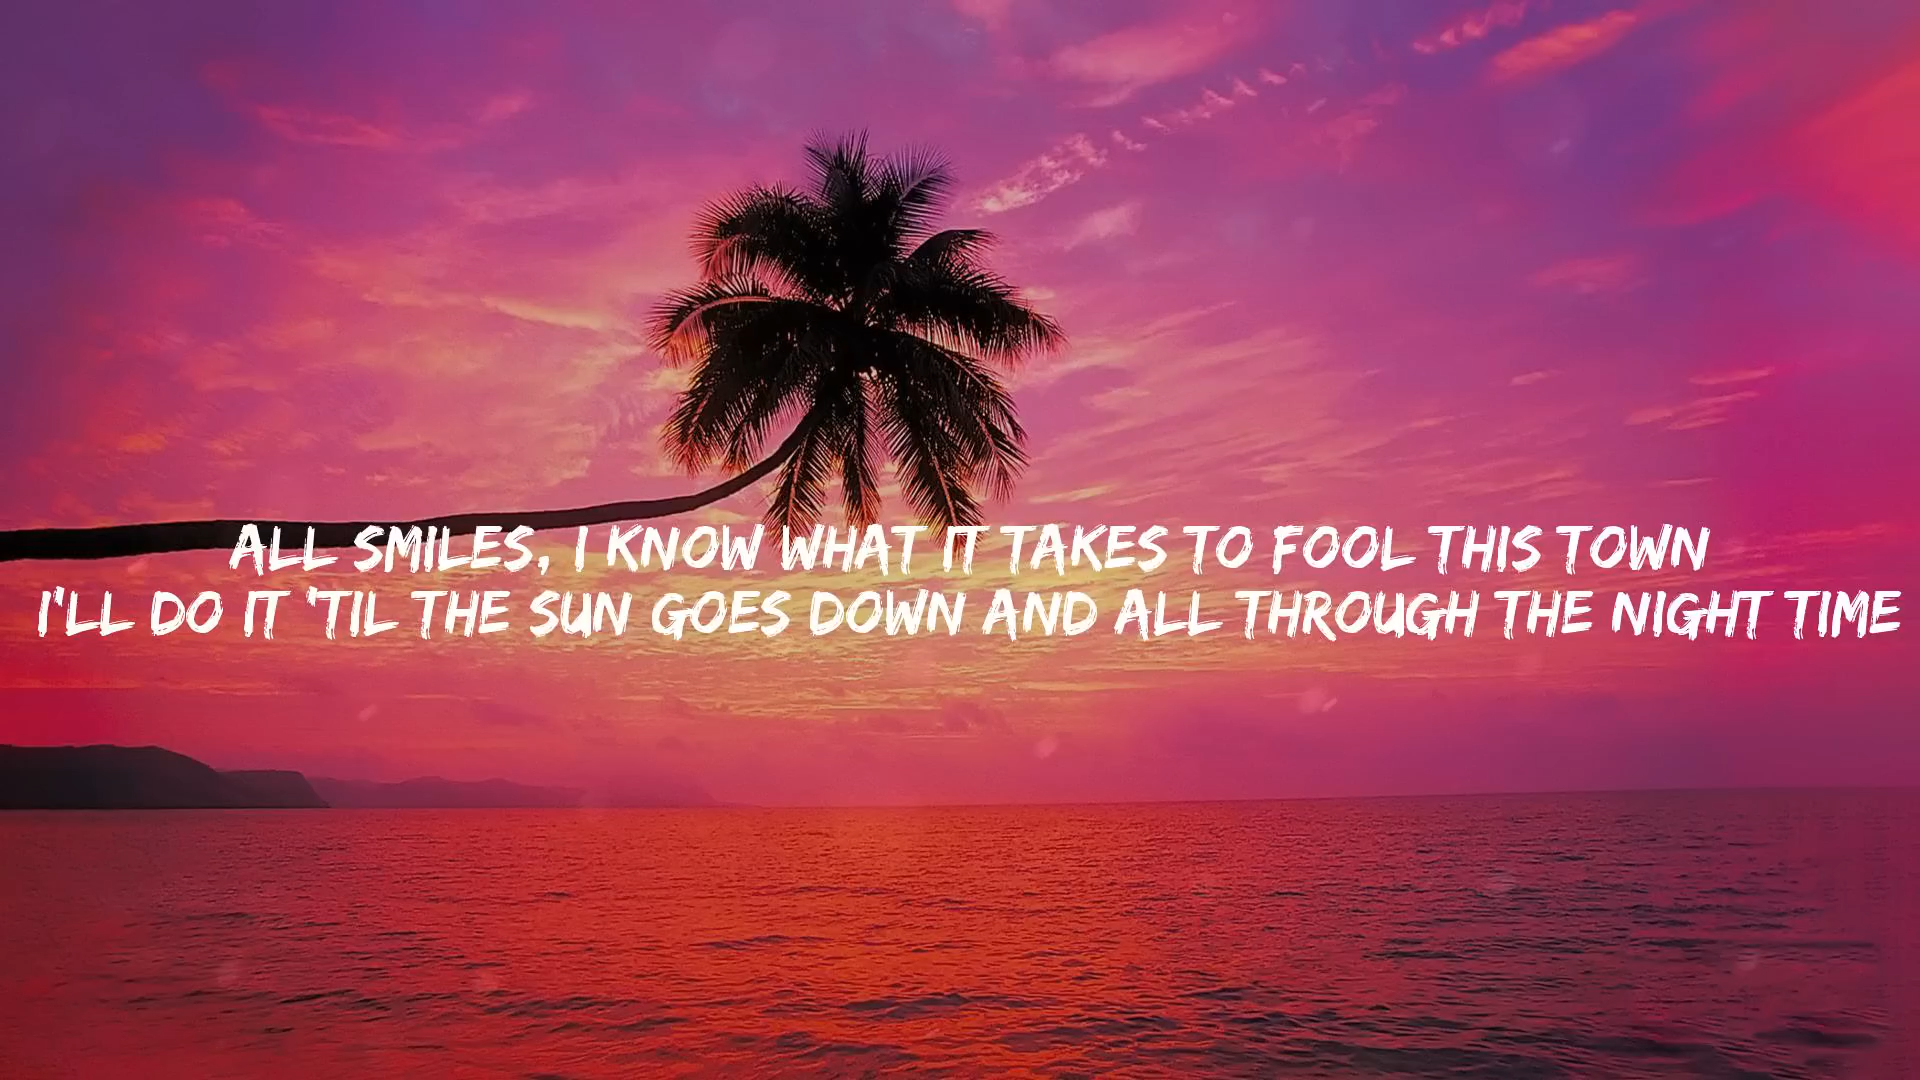 ALL SMILES, I KNOW WHAT IT TAKES TO FOOL THIS TOWN
I'LL DO IT 'TIL THE SUN GOES DOWN AND ALL THROUGH THE NIGHT TIME